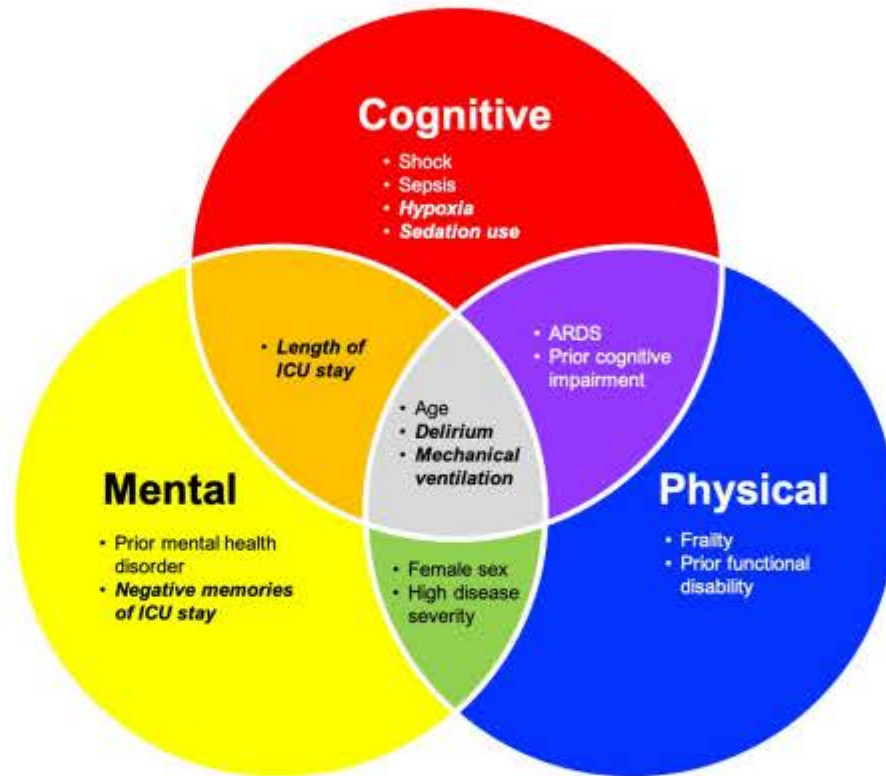 Cognitive
• Shock
• Sepsis
• Hypoxia
• Sedation use
• Length of
ICU stay
• ARDS
• Prior cognitive
impairment
• Age
• Delirium
• Mechanical
ventilation
Mental
• Prior mental health
disorder
• Negative memories
of ICU stay
Physical
• Frailty
• Prior functional
disability
• Female sex
• High disease
severity